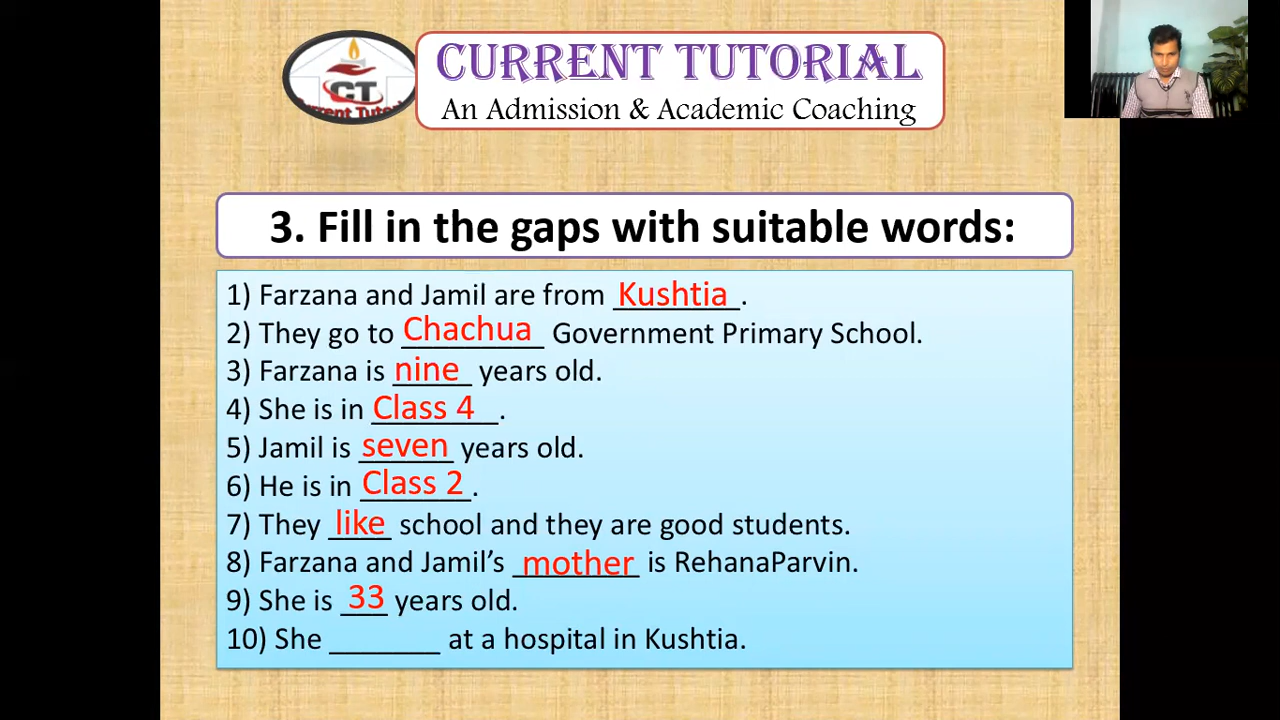 CT
CURRENT TUTORIAL
An Admission & Academic Coaching
3. Fill in the gaps with suitable words:
1) Farzana and Jamil are from Kushtia.
2) They go to Chachua Government Primary School.
3) Farzana is nine years old.
4) She is in Class 4.
5) Jamil is seven years old.
6) He is in Class 2.
7) They like school and they are good students.
8) Farzana and Jamil’s mother is RehanaParvin.
9) She is 33 years old.
10) She _______ at a hospital in Kushtia.